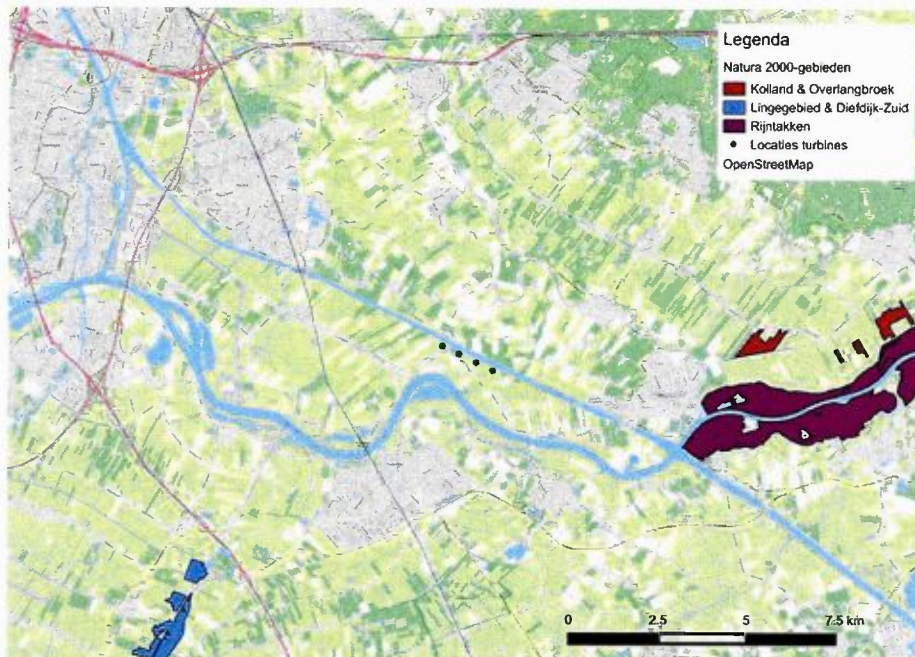 Legenda
Natura 2000-gebieden
Kolland & Overlangbroek
Lingegebied & Diefdijk-Zuid
Rijntakken
Locaties turbines
OpenStreetMap
0 2.5 5 7.5 km